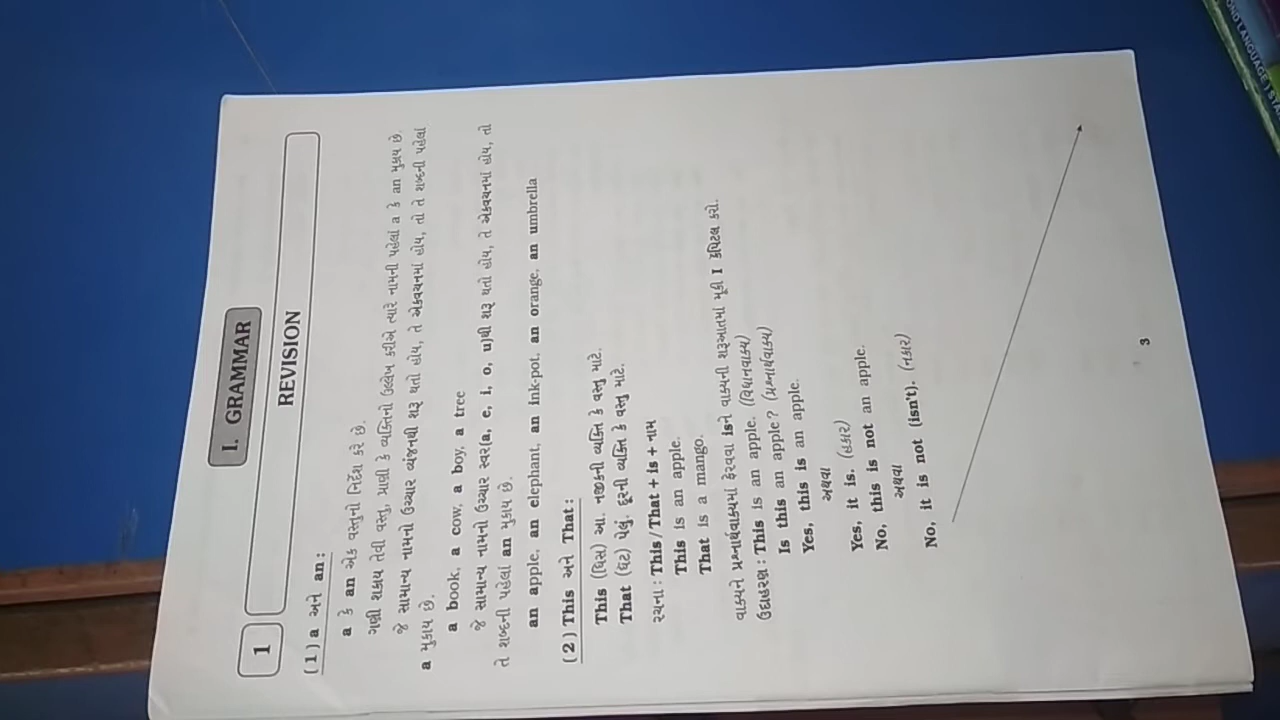 I. GRAMMAR
1
REVISION
(1) a અને an :
a કે an એક વસ્તુનો નિર્દેશ કરે છે.
ગણી શકાય તેવી વસ્તુ, પ્રાણી કે વ્યક્તિનો ઉલ્લેખ કરીએ ત્યારે નામની પહેલાં a કે an મુકાય છે.
જે સામાન્ય નામનો ઉચ્ચાર વ્યંજનથી શરૂ થતો હોય, તે એકવચનમાં હોય, તો તે શબ્દની પહેલાં
a મુકાય છે.
a book, a cow, a boy, a tree
જે સામાન્ય નામનો ઉચ્ચાર સ્વર(a, e, i, o, u)થી શરૂ થતો હોય, તે એકવચનમાં હોય, તો
તે શબ્દની પહેલાં an મુકાય છે.
an apple, an elephant, an ink-pot, an orange, an umbrella
(2) This અને That :
This (ધિસ) આ. નજીકની વ્યક્તિ કે વસ્તુ માટે.
That (ધૅટ) પેલું. દૂરની વ્યક્તિ કે વસ્તુ માટે.
રચના : This / That + is + નામ
This is an apple.
That is a mango.
વાક્યને પ્રશ્નાર્થવાક્યમાં ફેરવવા isને વાક્યની શરૂઆતમાં મૂકી I કૅપિટલ કરો.
ઉદાહરણ : This is an apple. (વિધાનવાક્ય)
Is this an apple ? (પ્રશ્નાર્થવાક્ય)
Yes, this is an apple.
અથવા
Yes, it is. (હકાર)
No, this is not an apple.
અથવા
No, it is not (isn't). (નકાર)
3